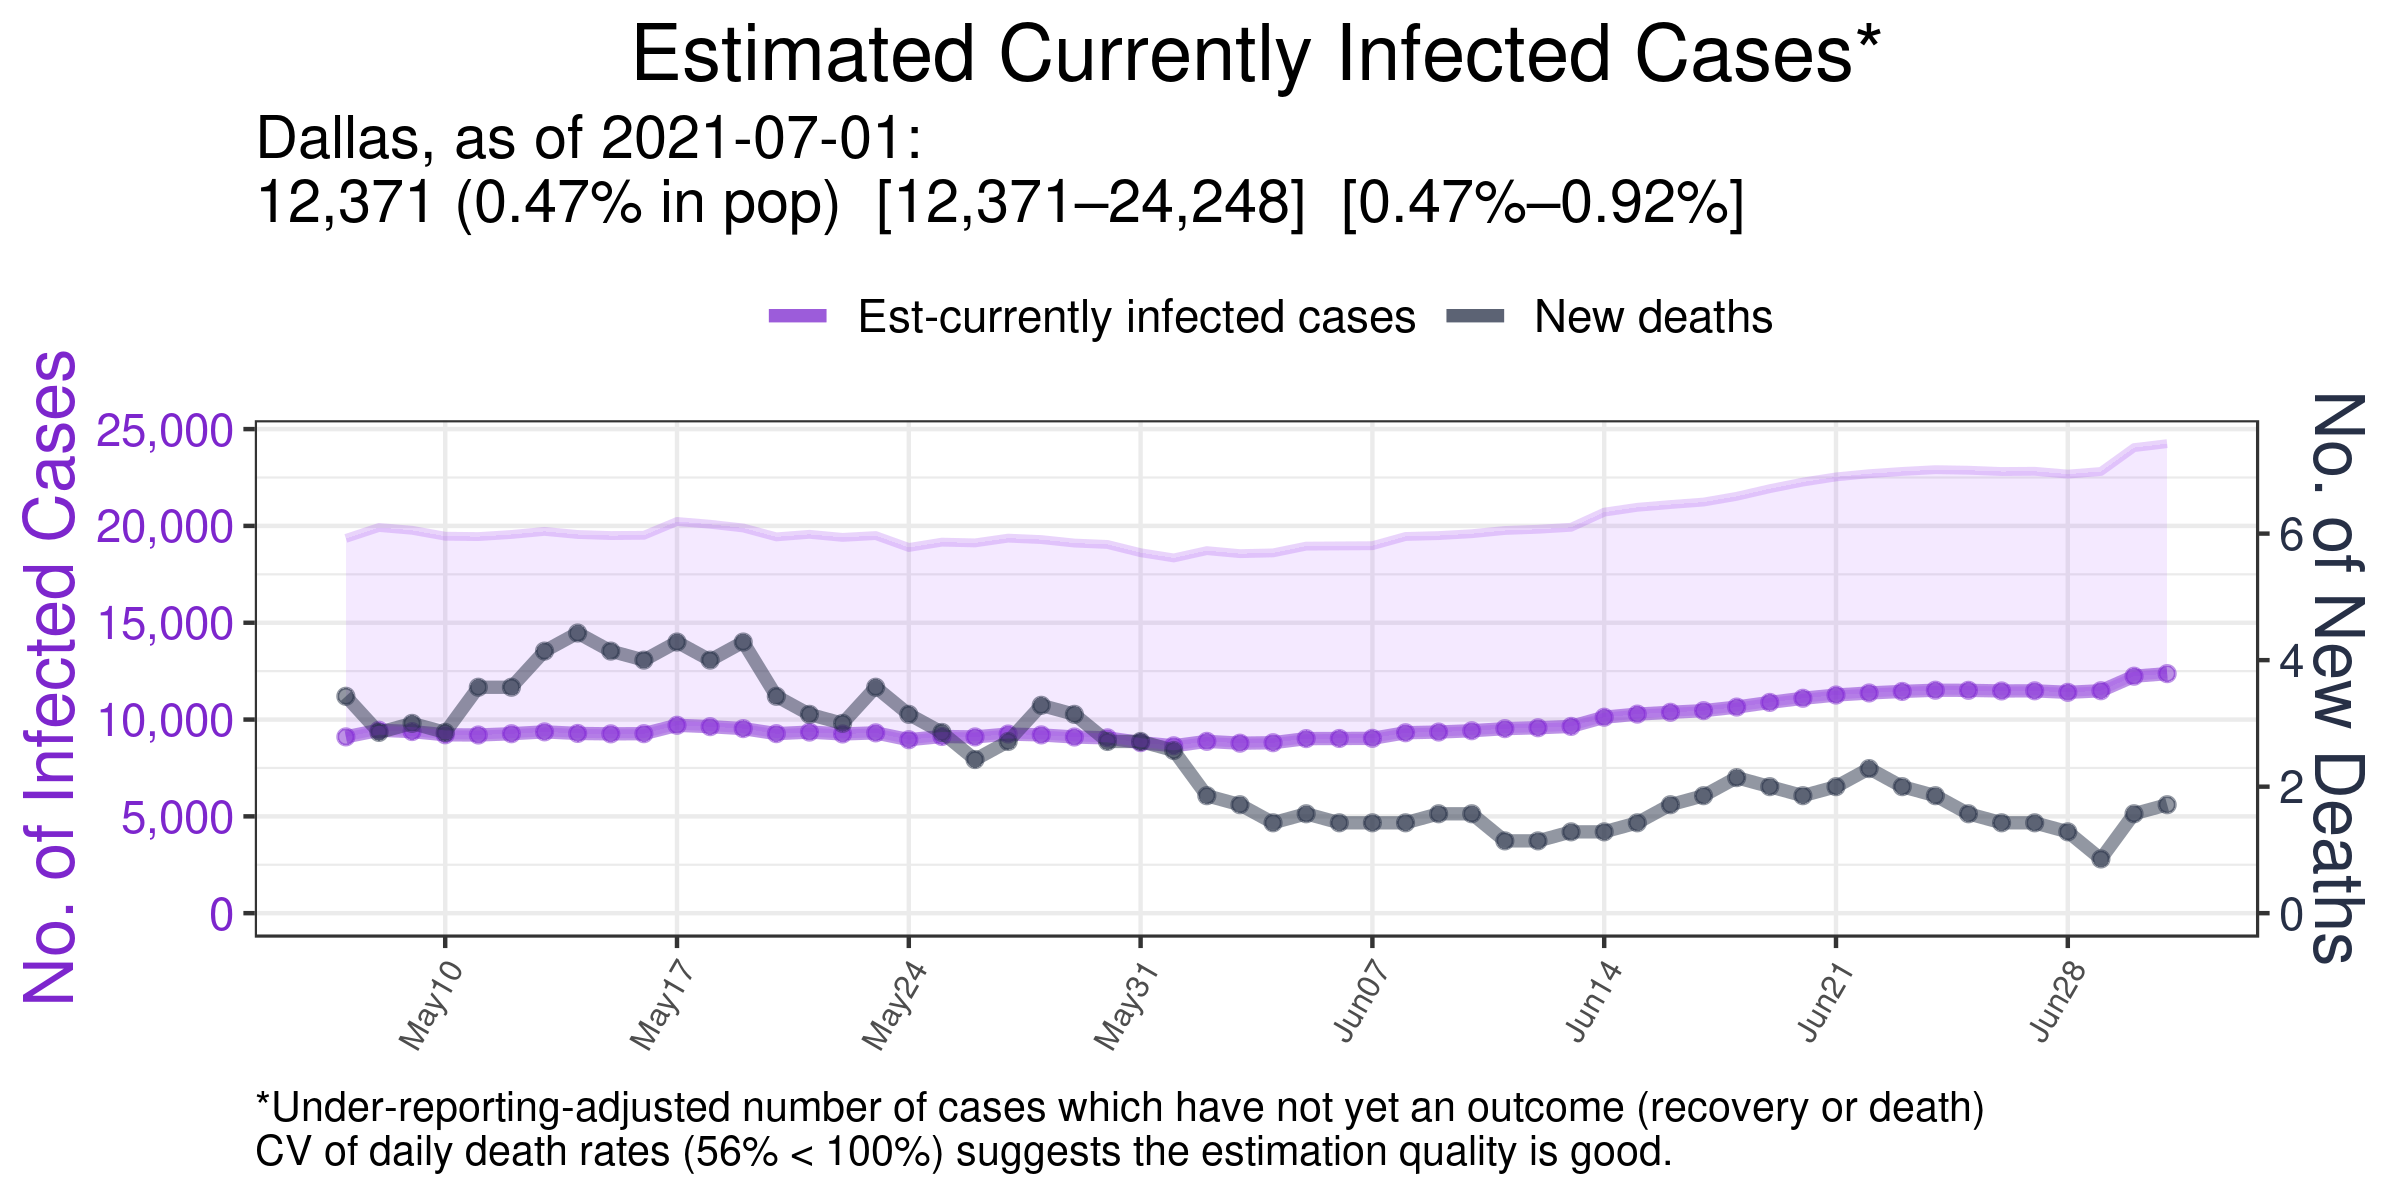 Estimated Currently Infected Cases*
Dallas, as of 2021-07-01:
12,371 (0.47% in pop)  [12,371–24,248]  [0.47%–0.92%]
Est-currently infected cases
New deaths
No. of Infected Cases
25,000
20,000
15,000
10,000
5,000
0
No. of New Deaths
6
4
2
0
May10
May17
May24
May31
Jun07
Jun14
Jun21
Jun28
*Under-reporting-adjusted number of cases which have not yet an outcome (recovery or death)
CV of daily death rates (56% < 100%) suggests the estimation quality is good.